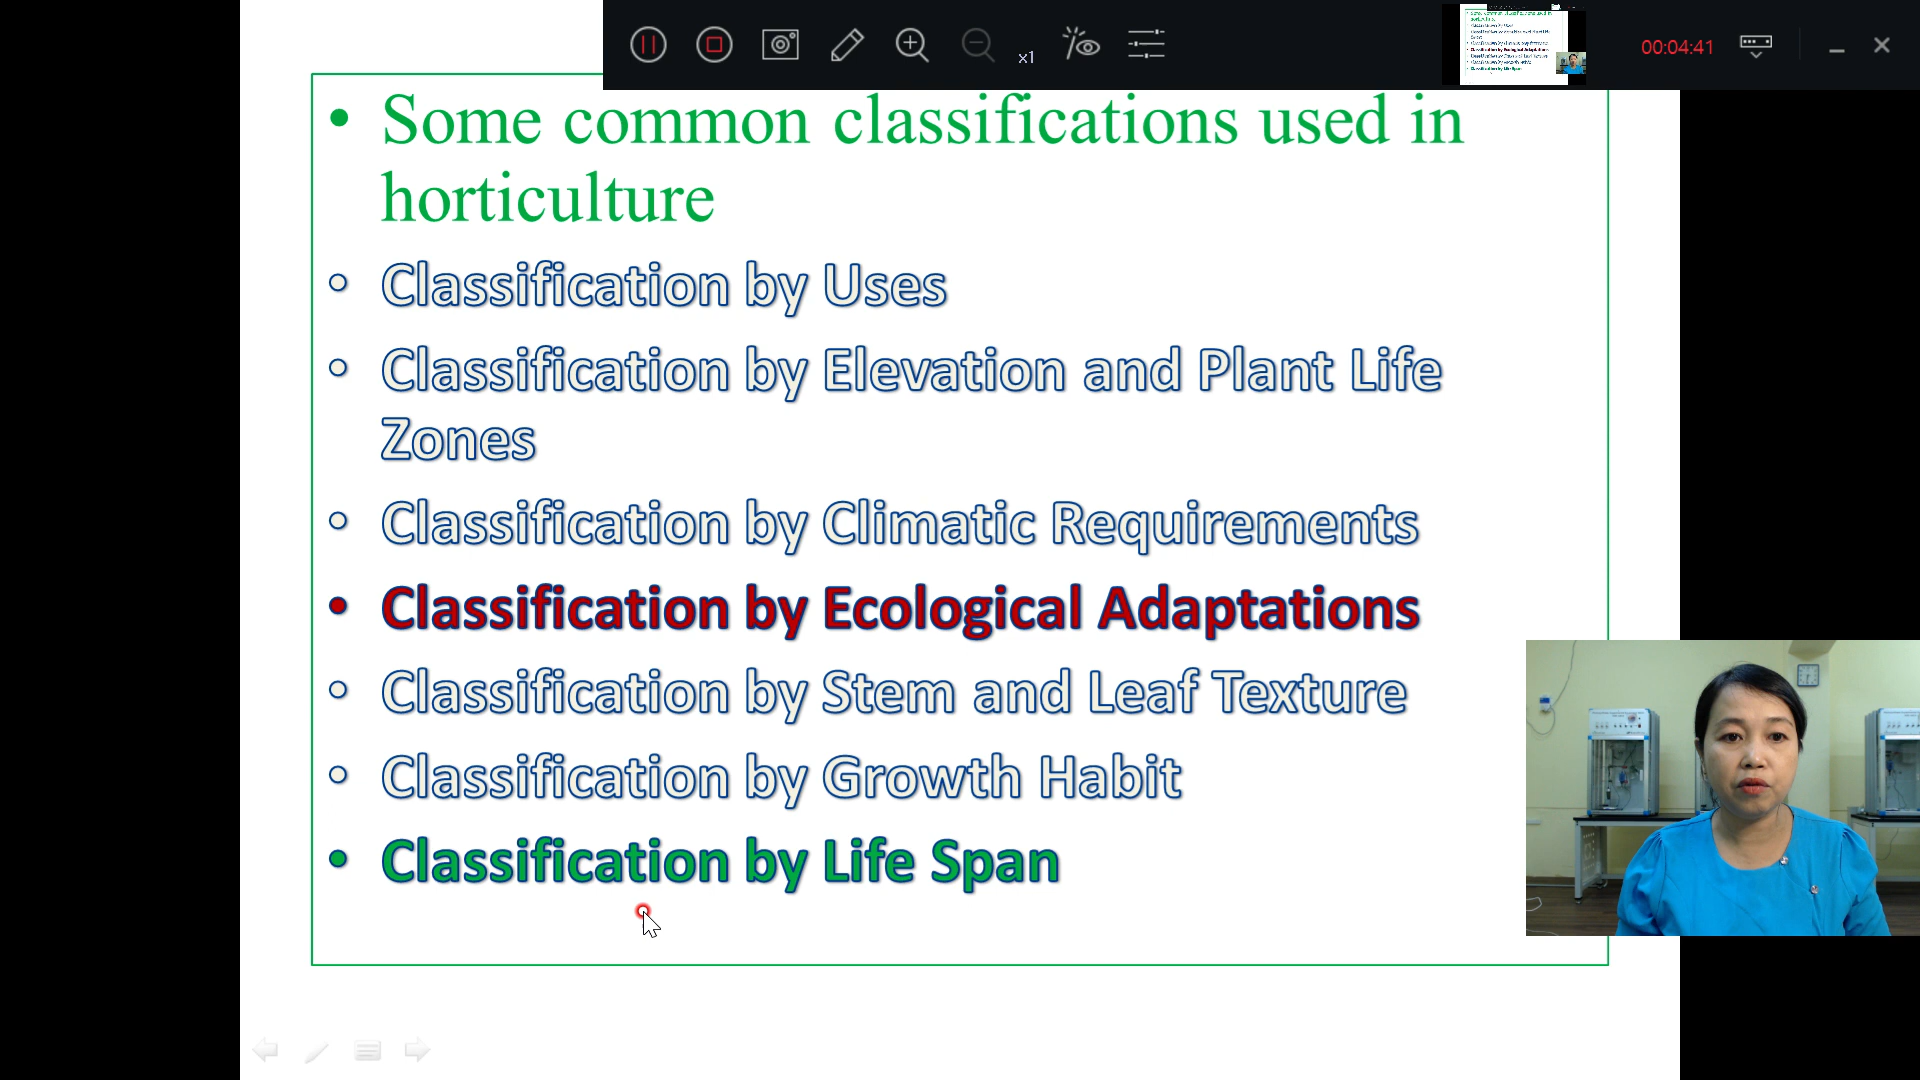 x1
00:04:41
• Some common classifications used in
horticulture
○ Classification by Uses
○ Classification by Elevation and Plant Life
Zones
○ Classification by Climatic Requirements
• Classification by Ecological Adaptations
○ Classification by Stem and Leaf Texture
○ Classification by Growth Habit
• Classification by Life Span